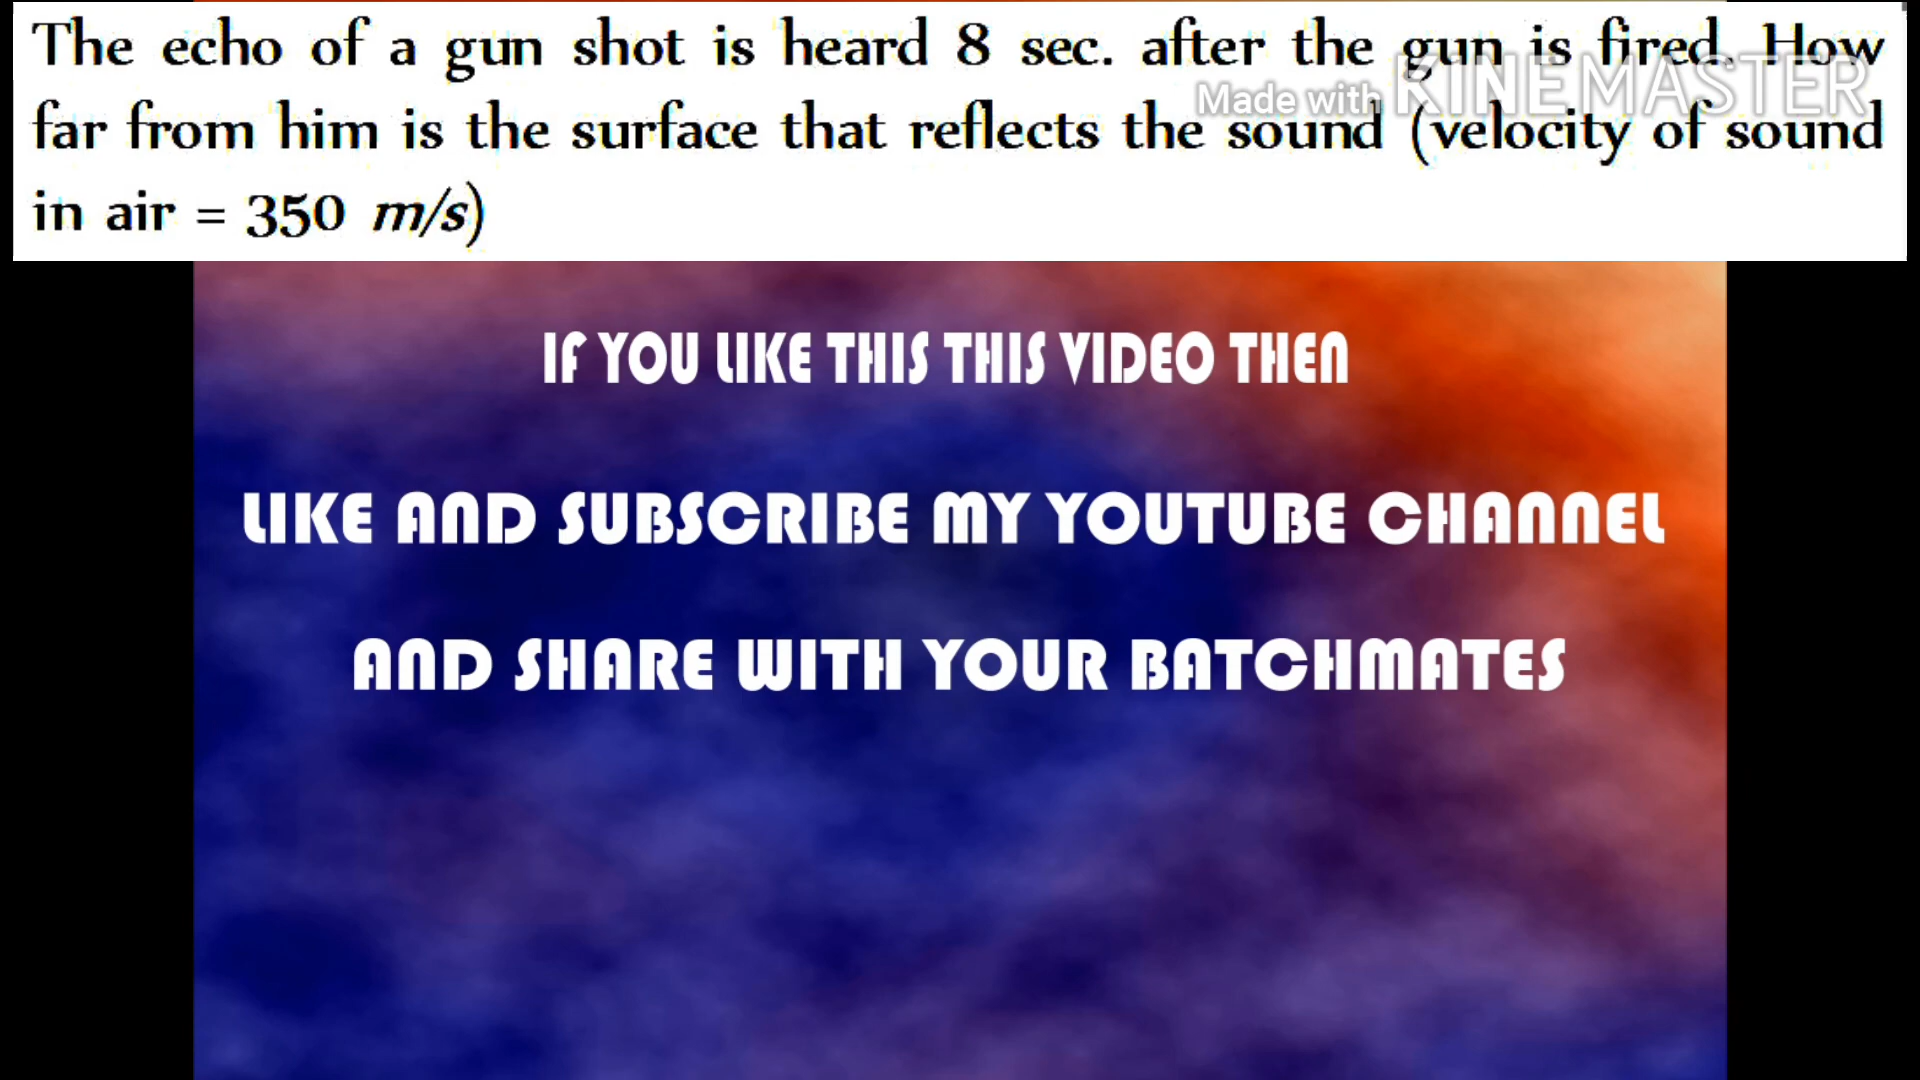 The echo of a gun shot is heard 8 sec. after the gun is fired. How
Made with KINEMASTER
far from him is the surface that reflects the sound (velocity of sound
in air = 350 m/s)
IF YOU LIKE THIS THIS VIDEO THEN
LIKE AND SUBSCRIBE MY YOUTUBE CHANNEL
AND SHARE WITH YOUR BATCHMATES